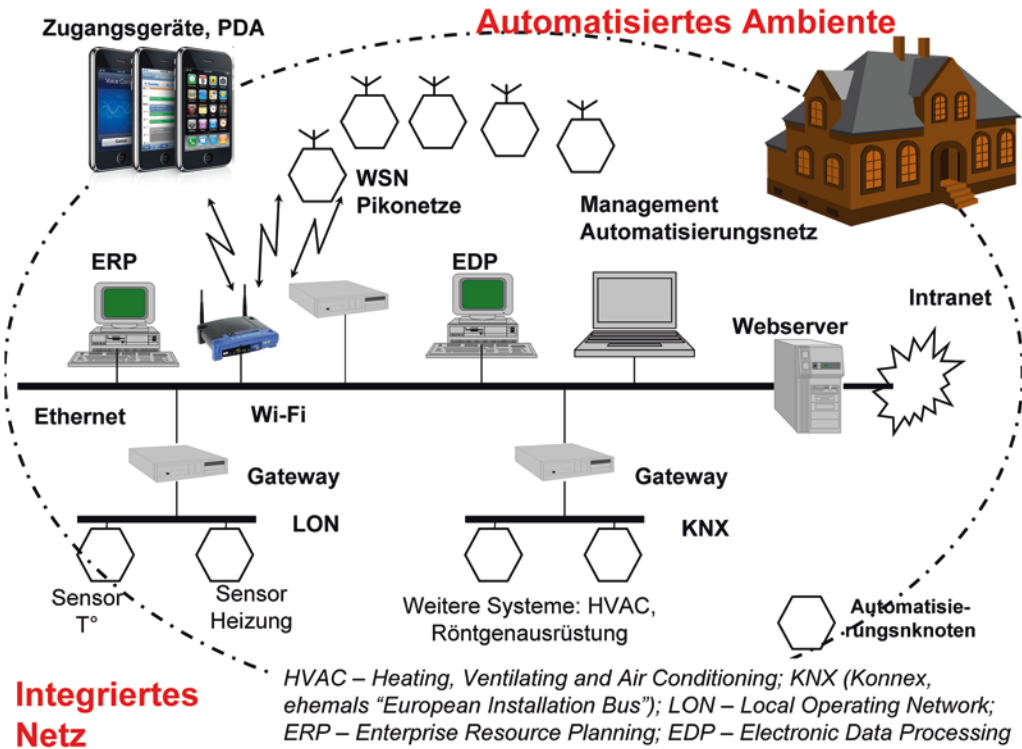 Automatisiertes Ambiente
Zugangsgeräte, PDA
WSN
Pikonetze
Management
Automatisierungsnetz
ERP
EDP
Intranet
Webserver
Ethernet
Wi-Fi
Gateway
Gateway
LON
KNX
Sensor
T°
Sensor
Heizung
Weitere Systeme: HVAC,
Röntgenausrüstung
Automatisie-
rungsnknoten
Integriertes
Netz
HVAC – Heating, Ventilating and Air Conditioning; KNX (Konnex,
ehemals “European Installation Bus”); LON – Local Operating Network;
ERP – Enterprise Resource Planning; EDP – Electronic Data Processing